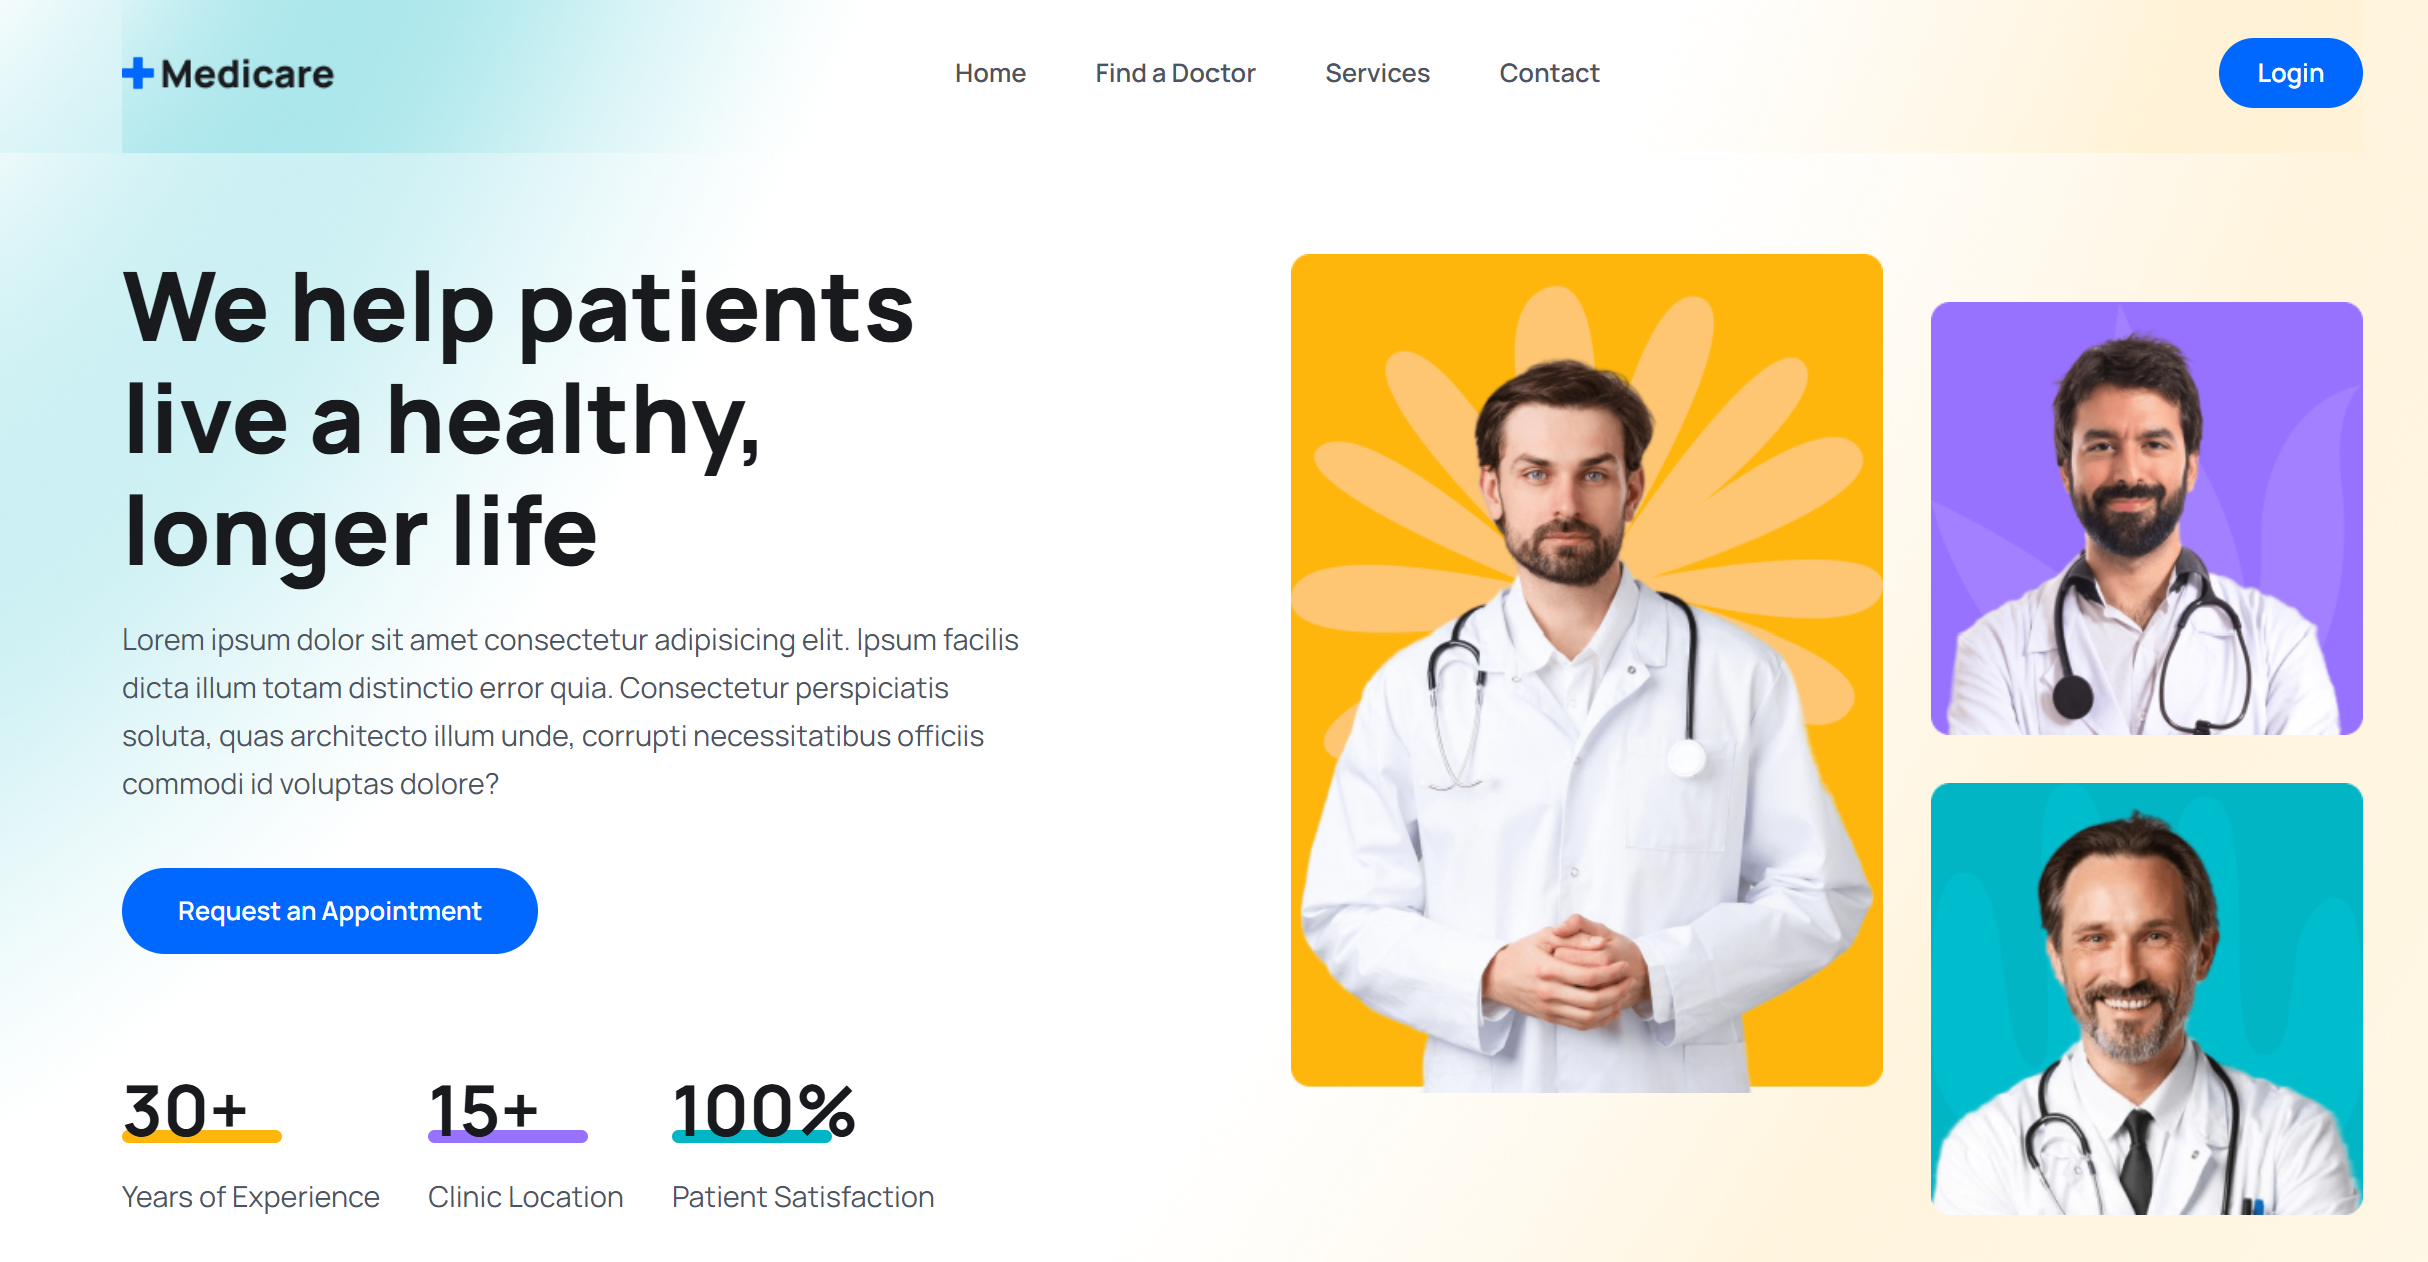 Medicare
Home
Find a Doctor
Services
Contact
Login
We help patients
live a healthy,
longer life
Lorem ipsum dolor sit amet consectetur adipisicing elit. Ipsum facilis
dicta illum totam distinctio error quia. Consectetur perspiciatis
soluta, quas architecto illum unde, corrupti necessitatibus officiis
commodi id voluptas dolore?
Request an Appointment
30+
Years of Experience
15+
Clinic Location
100%
Patient Satisfaction